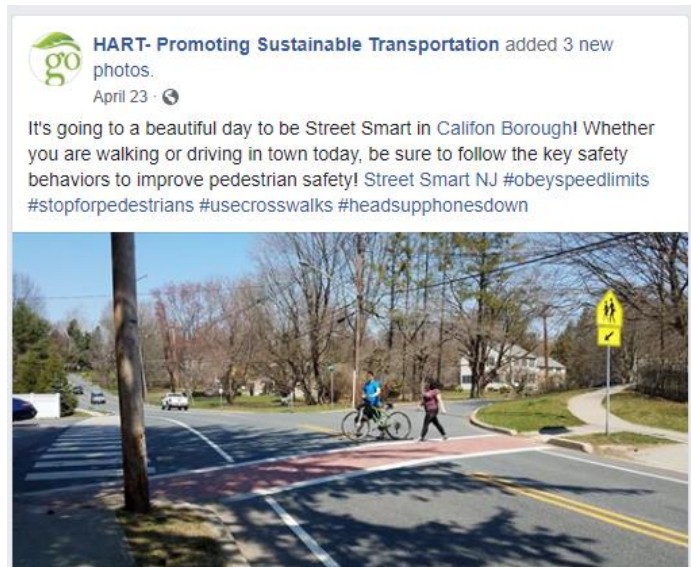 go
HART- Promoting Sustainable Transportation added 3 new
photos.
April 23 ·
It's going to a beautiful day to be Street Smart in Califon Borough! Whether
you are walking or driving in town today, be sure to follow the key safety
behaviors to improve pedestrian safety! Street Smart NJ #obeyspeedlimits
#stopforpedestrians #usecrosswalks #headsupphonesdown